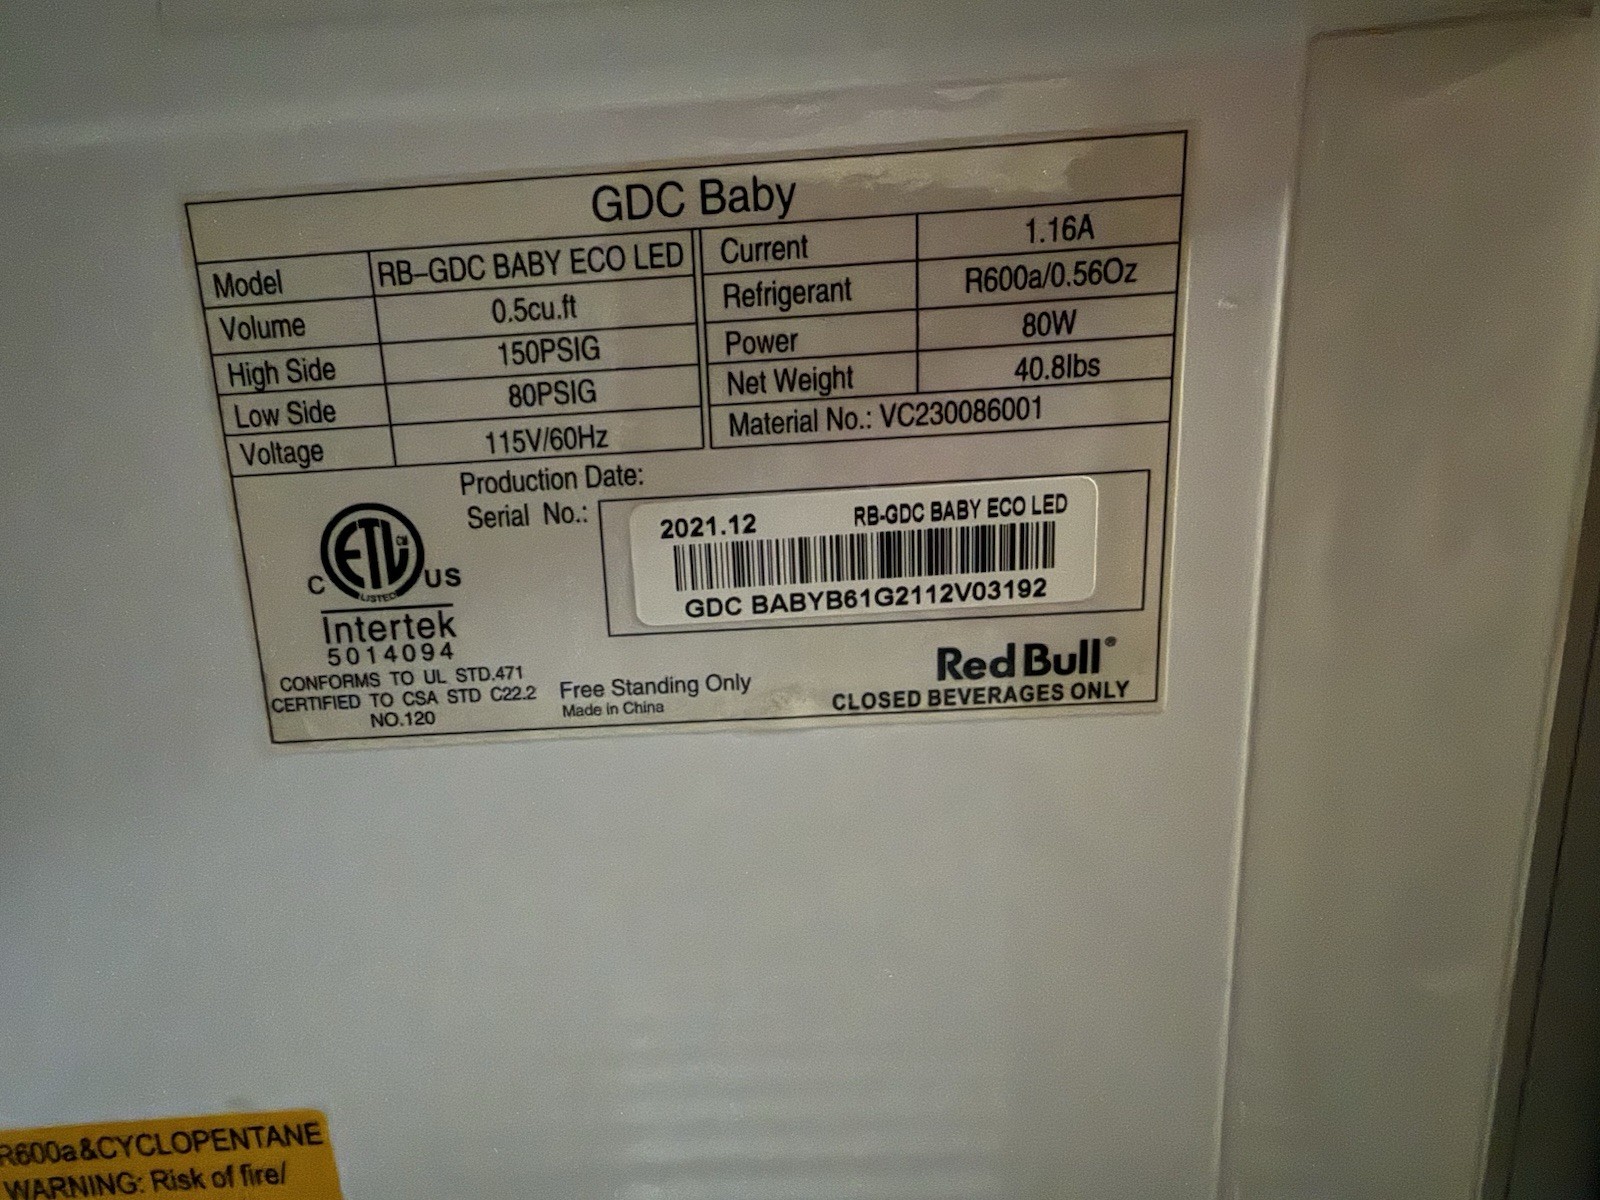 GDC Baby
Model RB-GDC BABY ECO LED
Volume 0.5cu.ft
High Side 150PSIG
Low Side 80PSIG
Voltage 115V/60Hz
Current 1.16A
Refrigerant R600a/0.56Oz
Power 80W
Net Weight 40.8lbs
Material No.: VC230086001
Production Date:
Serial No.:
2021.12 RB-GDC BABY ECO LED
GDC BABYB61G2112V03192
ETL CM
LISTED
C US
Intertek
5014094
CONFORMS TO UL STD.471
CERTIFIED TO CSA STD C22.2
NO.120
Free Standing Only
Made in China
Red Bull®
CLOSED BEVERAGES ONLY
R600a&CYCLOPENTANE
WARNING: Risk of fire/